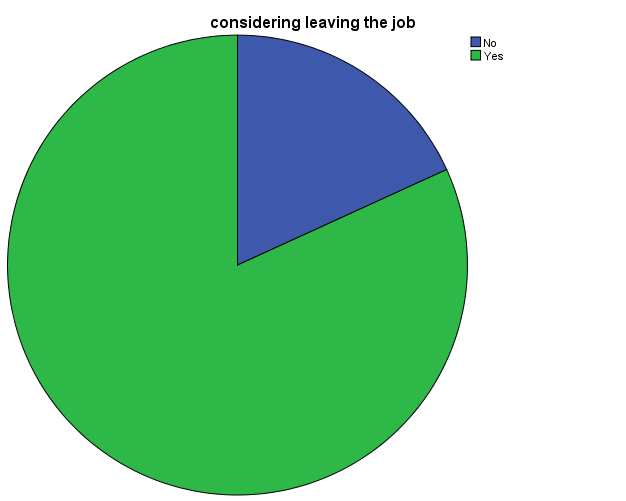 considering leaving the job
No
Yes